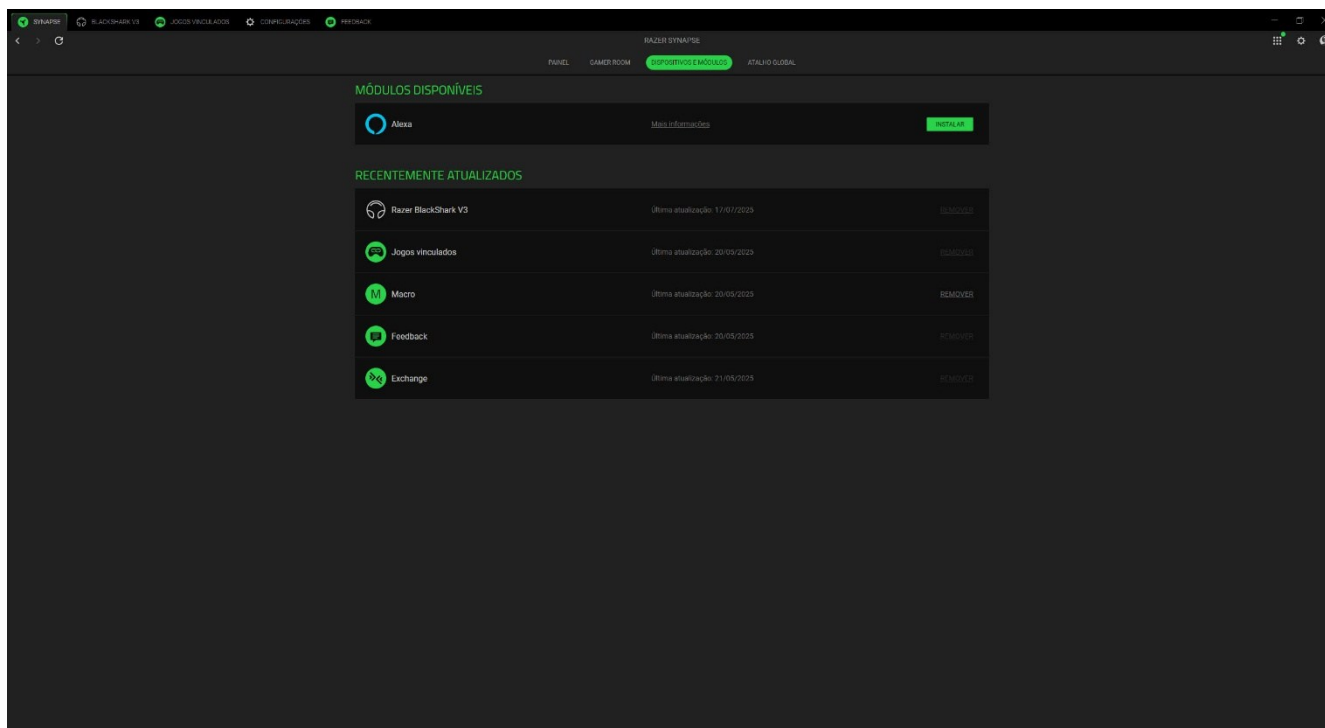 SYNAPSE BLACKSHARK V3 JOGOS VINCULADOS CONFIGURAÇÕES FEEDBACK
RAZER SYNAPSE
PAINEL GAMER ROOM DISPOSITIVOS E MÓDULOS ATALHO GLOBAL
MÓDULOS DISPONÍVEIS
Alexa Mais informações INSTALAR
RECENTEMENTE ATUALIZADOS
Razer BlackShark V3 Última atualização: 17/07/2025 REMOVER
Jogos vinculados Última atualização: 20/05/2025 REMOVER
M Macro Última atualização: 20/05/2025 REMOVER
Feedback Última atualização: 20/05/2025 REMOVER
Exchange Última atualização: 21/05/2025 REMOVER